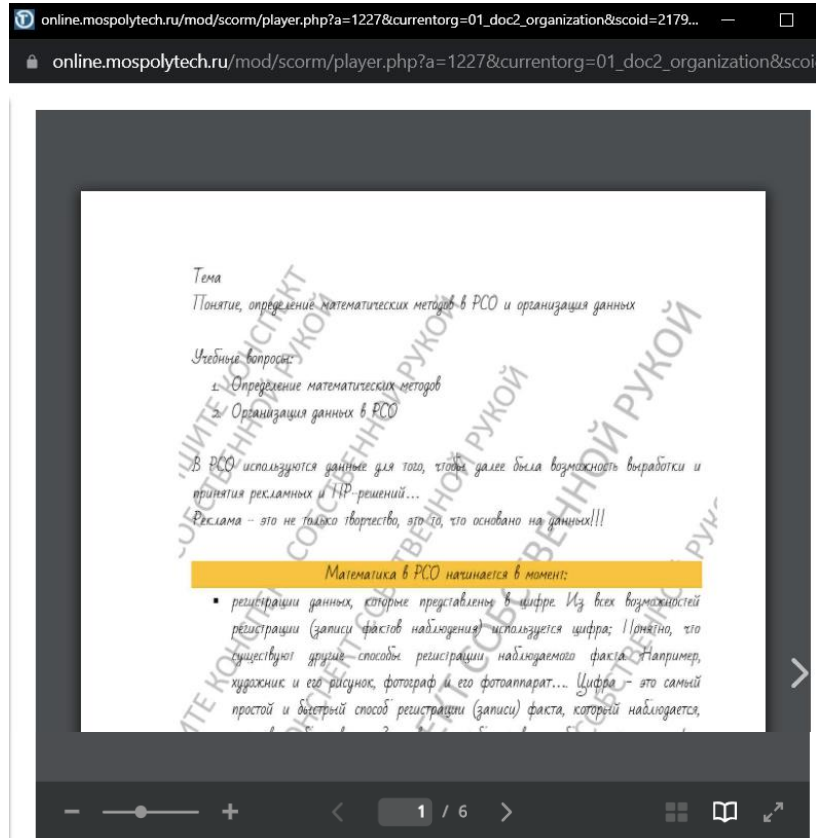 online.mospolytech.ru/mod/scorm/player.php?a=1227&currentorg=01_doc2_organization&scoid=2179...
online.mospolytech.ru/mod/scorm/player.php?a=1227&currentorg=01_doc2_organization&scoi
Тема
Понятие, определение математических методов в РСО и организация данных
Учебные вопросы:
1. Определение математических методов
2. Организация данных в РСО
В РСО используются данные для того, чтобы далее была возможность выработки и
принятия рекламных и ПР-решений...
Реклама – это не только творчество, это то, что основано на данных!!!
Математика в РСО начинается в момент:
▪ регистрации данных, которые представлены в цифре. Из всех возможностей
регистрации (записи фактов наблюдения) используется цифра; Понятно, что
существуют другие способы регистрации наблюдаемого факта. Например,
художник и его рисунок, фотограф и его фотоаппарат.... Цифра – это самый
простой и быстрый способ регистрации (записи) факта, который наблюдается,
1 / 6
КОНСПЕКТ
СОБСТВЕННОЙ РУКОЙ